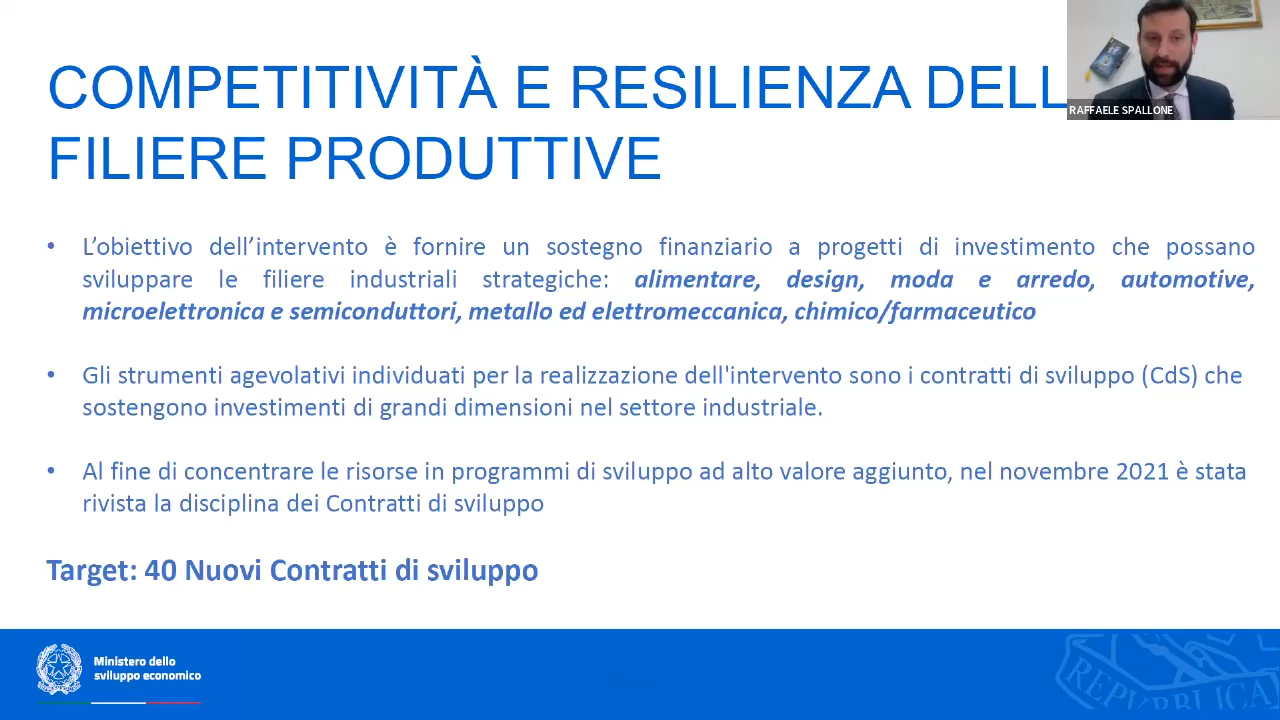 COMPETITIVITÀ E RESILIENZA DELL
FILIERE PRODUTTIVE
RAFFAELE SPALLONE
• L’obiettivo dell’intervento è fornire un sostegno finanziario a progetti di investimento che possano
sviluppare le filiere industriali strategiche: alimentare, design, moda e arredo, automotive,
microelettronica e semiconduttori, metallo ed elettromeccanica, chimico/farmaceutico
• Gli strumenti agevolativi individuati per la realizzazione dell'intervento sono i contratti di sviluppo (CdS) che
sostengono investimenti di grandi dimensioni nel settore industriale.
• Al fine di concentrare le risorse in programmi di sviluppo ad alto valore aggiunto, nel novembre 2021 è stata
rivista la disciplina dei Contratti di sviluppo
Target: 40 Nuovi Contratti di sviluppo
Ministero dello
sviluppo economico
REPVBBLICA